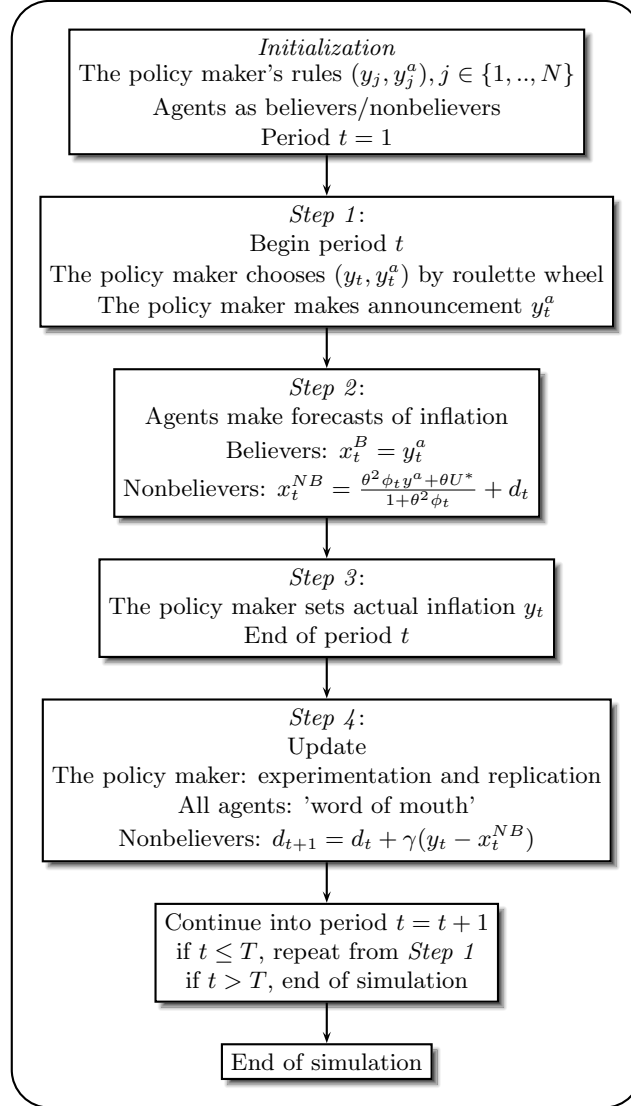 Initialization
The policy maker's rules $(y_j, y_j^a), j \in \{1, .., N\}$
Agents as believers/nonbelievers
Period $t = 1$
Step 1:
Begin period $t$
The policy maker chooses $(y_t, y_t^a)$ by roulette wheel
The policy maker makes announcement $y_t^a$
Step 2:
Agents make forecasts of inflation
Believers: $x_t^B = y_t^a$
Nonbelievers: $x_t^{NB} = \frac{\theta^2 \phi_t y^a + \theta U^*}{1 + \theta^2 \phi_t} + d_t$
Step 3:
The policy maker sets actual inflation $y_t$
End of period $t$
Step 4:
Update
The policy maker: experimentation and replication
All agents: 'word of mouth'
Nonbelievers: $d_{t+1} = d_t + \gamma(y_t - x_t^{NB})$
Continue into period $t = t + 1$
if $t \leq T$, repeat from Step 1
if $t > T$, end of simulation
End of simulation